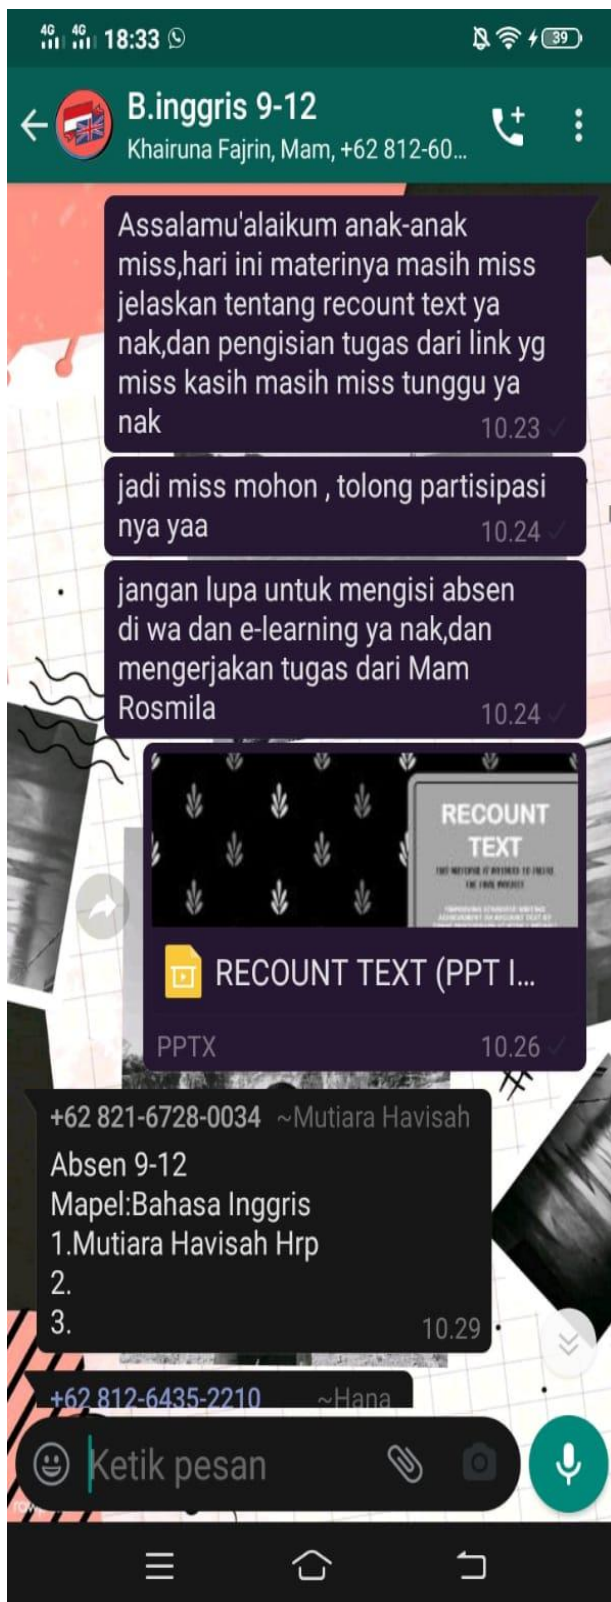 4G 4G 18:33 39
B.inggris 9-12
Khairuna Fajrin, Mam, +62 812-60...
Assalamu'alaikum anak-anak
miss,hari ini materinya masih miss
jelaskan tentang recount text ya
nak,dan pengisian tugas dari link yg
miss kasih masih miss tunggu ya
nak
10.23
jadi miss mohon , tolong partisipasi
nya yaa
10.24
jangan lupa untuk mengisi absen
di wa dan e-learning ya nak,dan
mengerjakan tugas dari Mam
Rosmila
10.24
RECOUNT
TEXT
RECOUNT TEXT (PPT I...
PPTX 10.26
+62 821-6728-0034 ~Mutiara Havisah
Absen 9-12
Mapel:Bahasa Inggris
1.Mutiara Havisah Hrp
2.
3.
10.29
+62 812-6435-2210 ~Hana
Ketik pesan